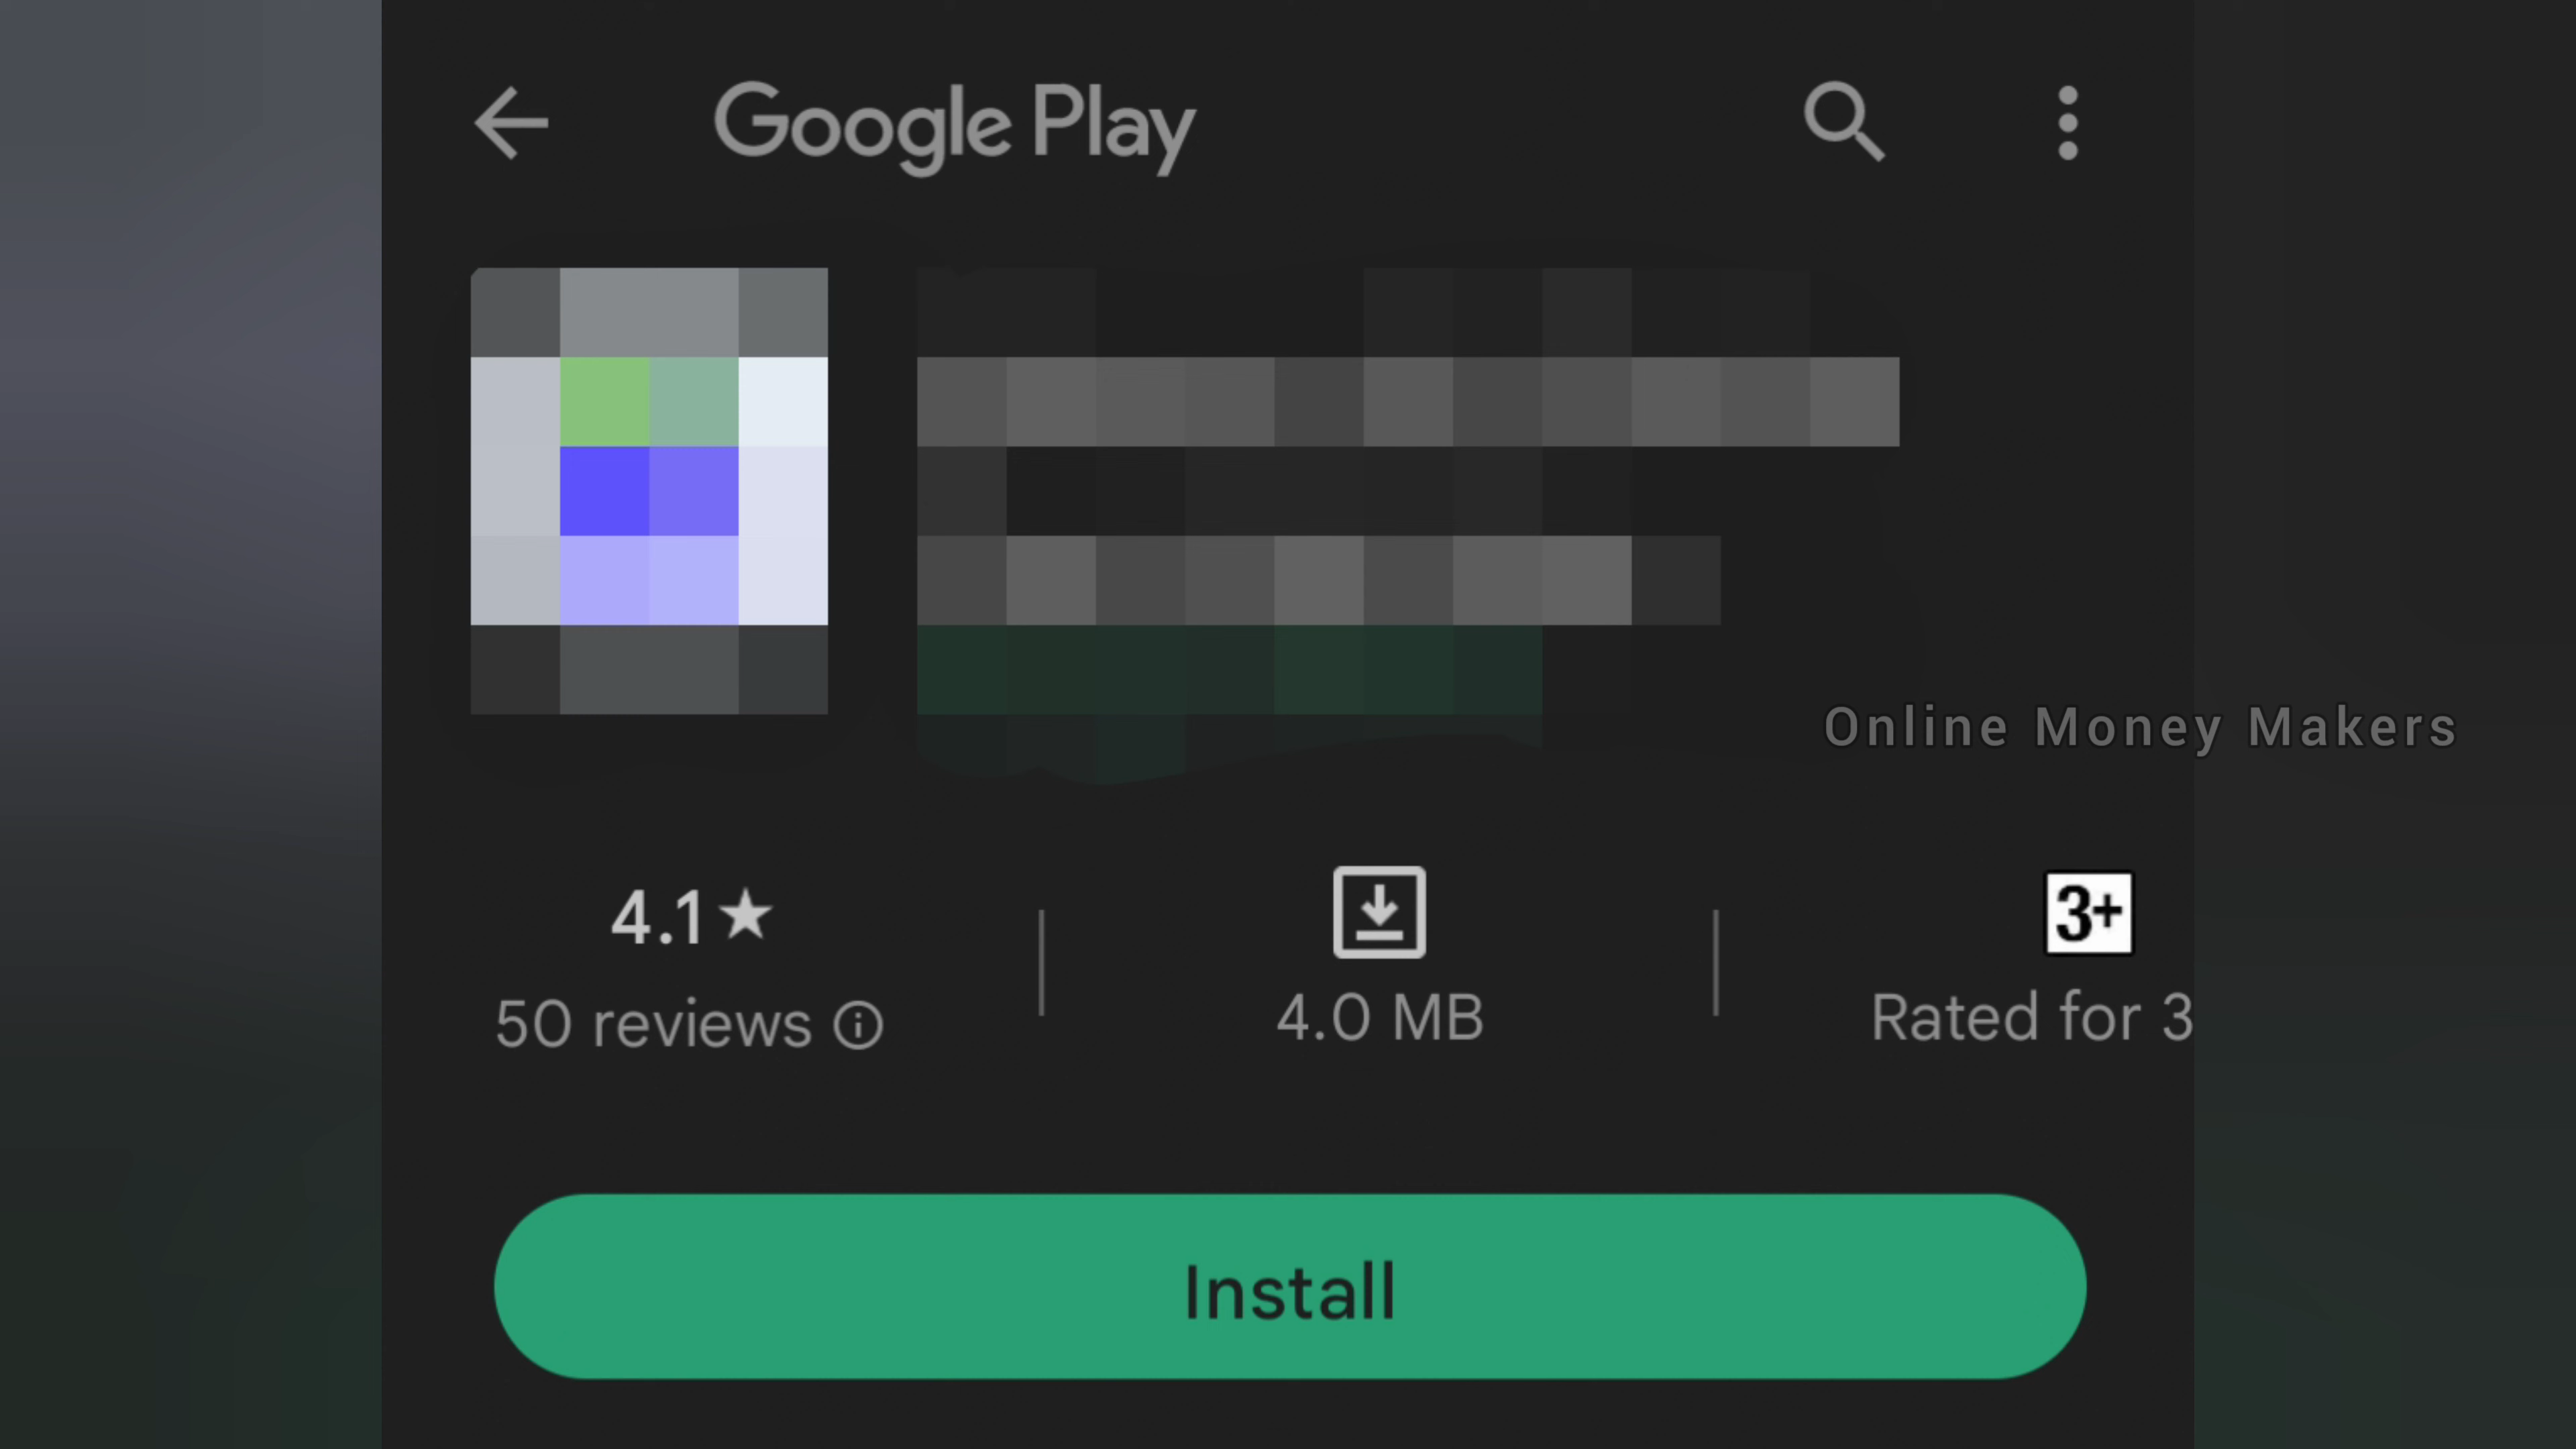 Google Play
Online Money Makers
4.1★
50 reviews
4.0 MB
3+
Rated for 3
Install